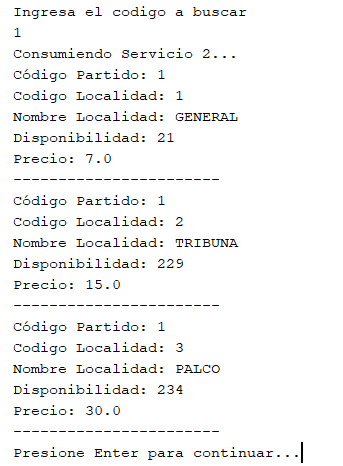 Ingresa el codigo a buscar
1
Consumiendo Servicio 2...
Código Partido: 1
Codigo Localidad: 1
Nombre Localidad: GENERAL
Disponibilidad: 21
Precio: 7.0
-----------------------
Código Partido: 1
Codigo Localidad: 2
Nombre Localidad: TRIBUNA
Disponibilidad: 229
Precio: 15.0
-----------------------
Código Partido: 1
Codigo Localidad: 3
Nombre Localidad: PALCO
Disponibilidad: 234
Precio: 30.0
-----------------------
Presione Enter para continuar...